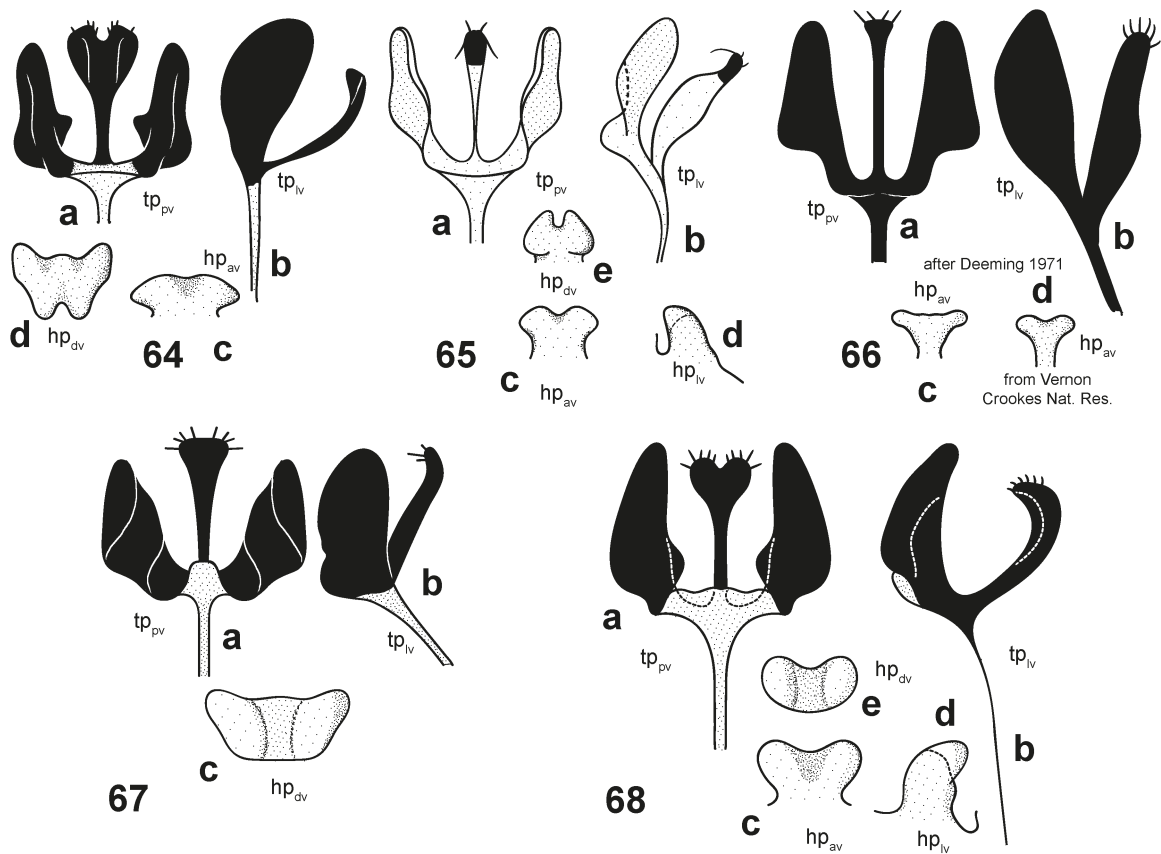 tp_pv
a
tp_lv
b
hp_av
d
hp_dv
64
c
tp_pv
a
tp_lv
b
e
hp_dv
65
c
hp_av
hp_lv
d
tp_lv
tp_pv
a
b
after Deeming 1971
hp_av
d
hp_av
66
c
from Vernon
Crookes Nat. Res.
tp_pv
a
b
tp_lv
c
hp_dv
67
a
tp_pv
tp_lv
hp_dv
e
d
b
68
c
hp_av
hp_lv